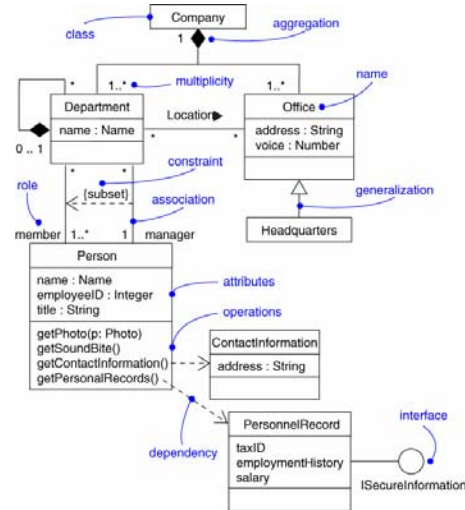 Company
class
1
aggregation
1..*
multiplicity
1..*
*
Department
name : Name
0 .. 1
Location
*
*
Office
name
address : String
voice : Number
*
*
constraint
{subset}
role
association
generalization
Headquarters
member
1..*
1
manager
Person
name : Name
employeeID : Integer
title : String
attributes
operations
getPhoto(p: Photo)
getSoundBite()
getContactInformation()
getPersonalRecords()
ContactInformation
address : String
dependency
PersonnelRecord
taxID
employmentHistory
salary
interface
ISecureInformation